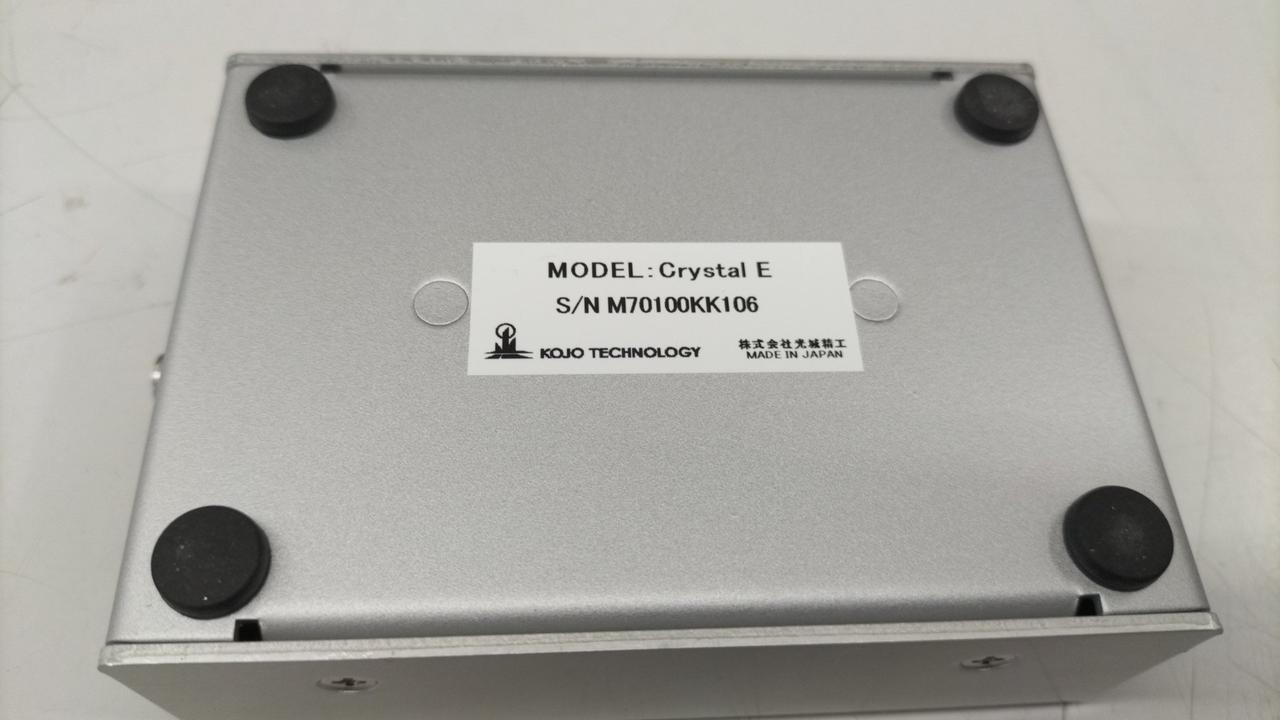 MODEL:Crystal E
S/N M70100KK106
KOJO TECHNOLOGY
株式会社光城精工
MADE IN JAPAN